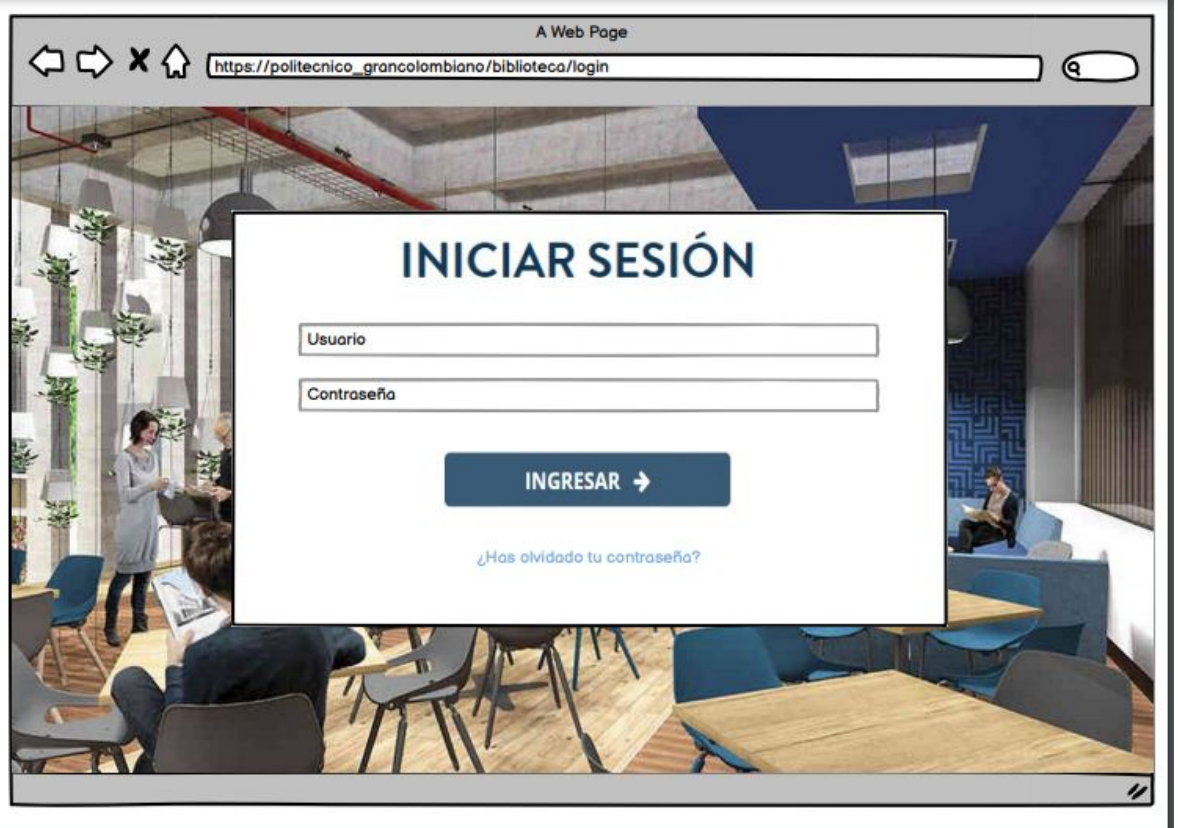 A Web Page
https://politecnico_grancolombiano/biblioteca/login
INICIAR SESIÓN
Usuario
Contraseña
INGRESAR →
¿Has olvidado tu contraseña?